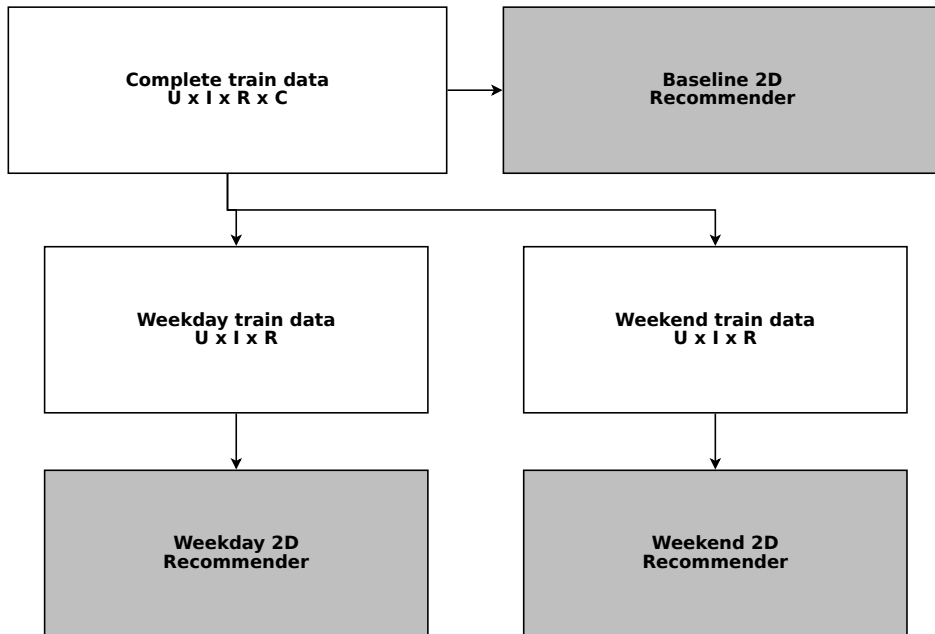 Complete train data
U x I x R x C
Baseline 2D
Recommender
Weekday train data
U x I x R
Weekend train data
U x I x R
Weekday 2D
Recommender
Weekend 2D
Recommender